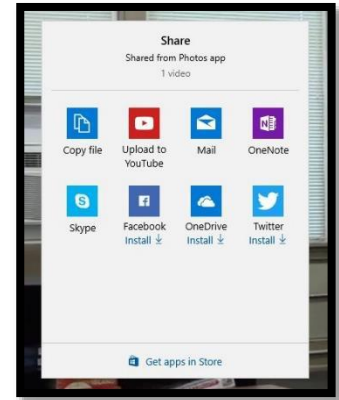 Share
Shared from Photos app
1 video
Copy file
Upload to
YouTube
Mail
OneNote
Skype
Facebook
Install
OneDrive
Install
Twitter
Install
Get apps in Store